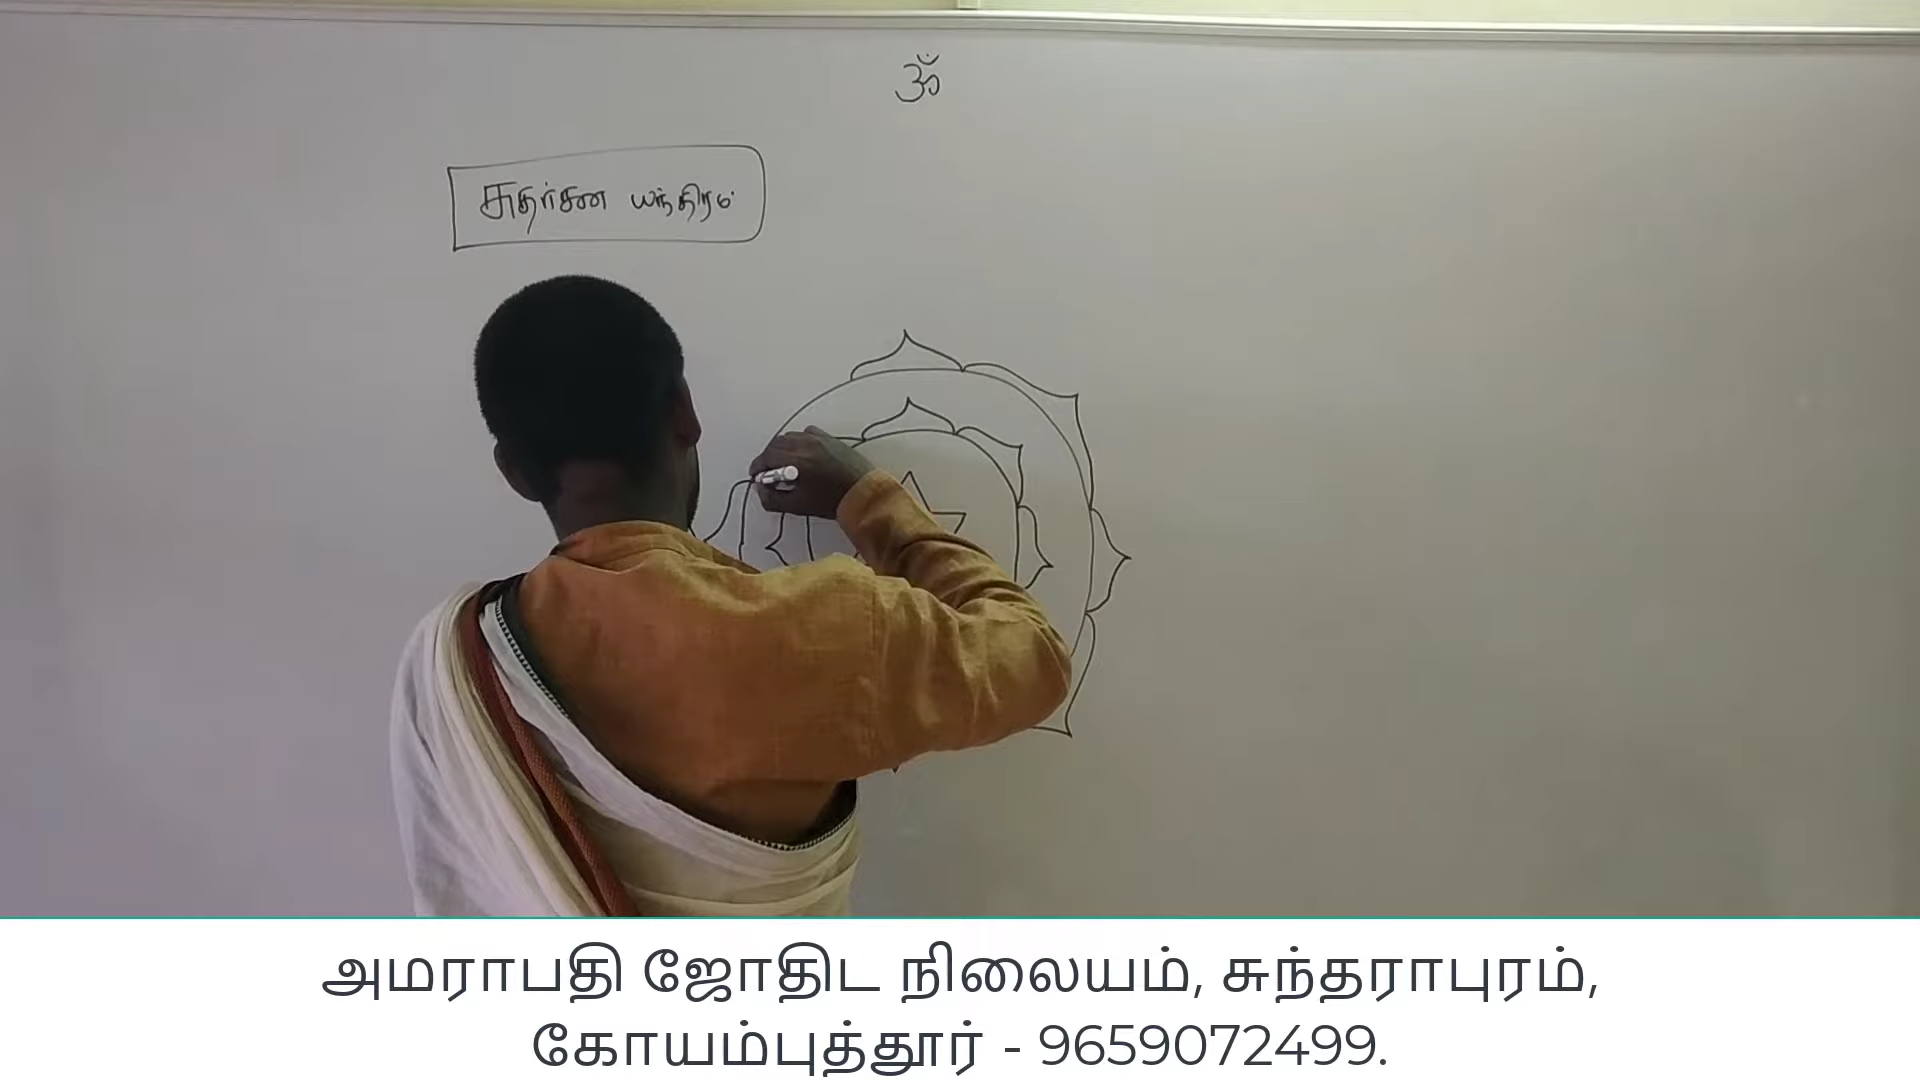 ॐ
சுதர்சன யந்திரம்
அமராபதி ஜோதிட நிலையம், சுந்தராபுரம்,
கோயம்புத்தூர் - 9659072499.